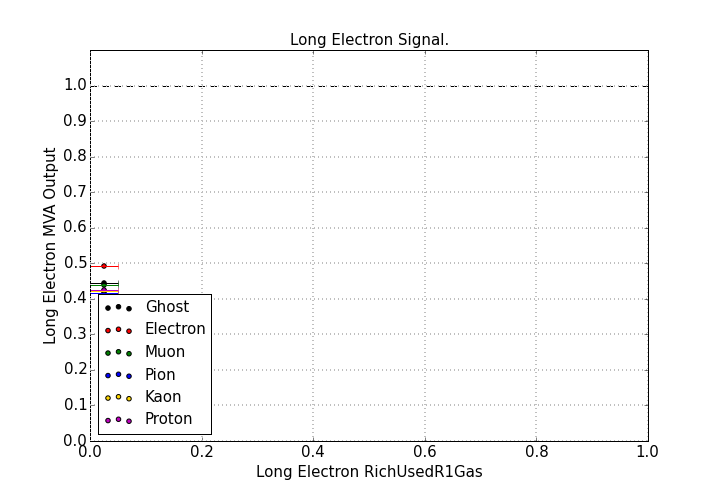 Long Electron Signal.
Long Electron MVA Output
1.0
0.9
0.8
0.7
0.6
0.5
0.4
0.3
0.2
0.1
0.0
Ghost
Electron
Muon
Pion
Kaon
Proton
0.0 0.2 0.4 0.6 0.8 1.0
Long Electron RichUsedR1Gas